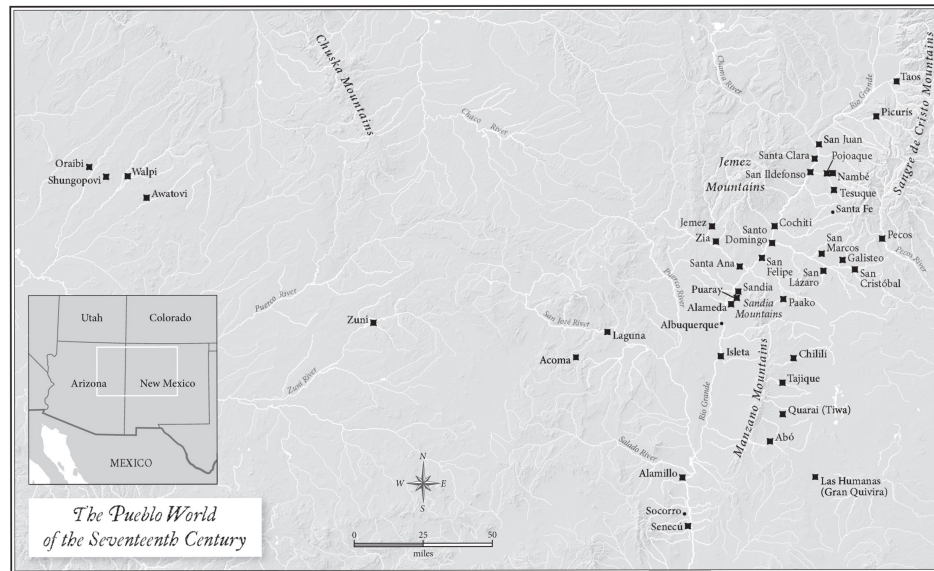 Chuska Mountains
Chama River
Rio Grande
Taos
Sangre de Cristo Mountains
Picurís
Chaco River
San Juan
Santa Clara
Pojoaque
Jemez
Mountains
San Ildefonso
Nambé
Tesuque
Santa Fe
Oraibi
Shungopovi
Walpi
Awatovi
Jemez
Zia
Cochiti
Santo
Domingo
Pecos
Pecos River
San
Marcos
Galisteo
San
Cristóbal
San
Lázaro
Santa Ana
San
Felipe
Puerco River
Sandia
Puaray
Alameda
Sandia
Mountains
Paako
Albuquerque
Puerco River
Zuni
San José River
Laguna
Acoma
Zuni River
Isleta
Chililí
Tajique
Rio Grande
Manzano Mountains
Quarai (Tiwa)
Abó
Salado River
Alamillo
Las Humanas
(Gran Quivira)
Socorro
Senecú
Utah
Colorado
Arizona
New Mexico
MEXICO
N
W
E
S
0
25
50
miles
The Pueblo World
of the Seventeenth Century